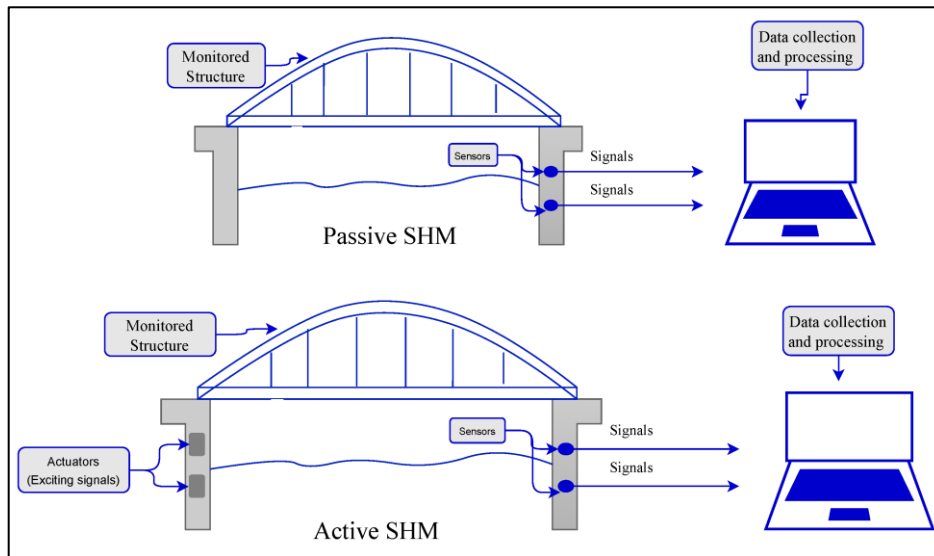 Monitored
Structure
Data collection
and processing
Sensors
Signals
Signals
Passive SHM
Monitored
Structure
Data collection
and processing
Sensors
Signals
Signals
Actuators
(Exciting signals)
Active SHM